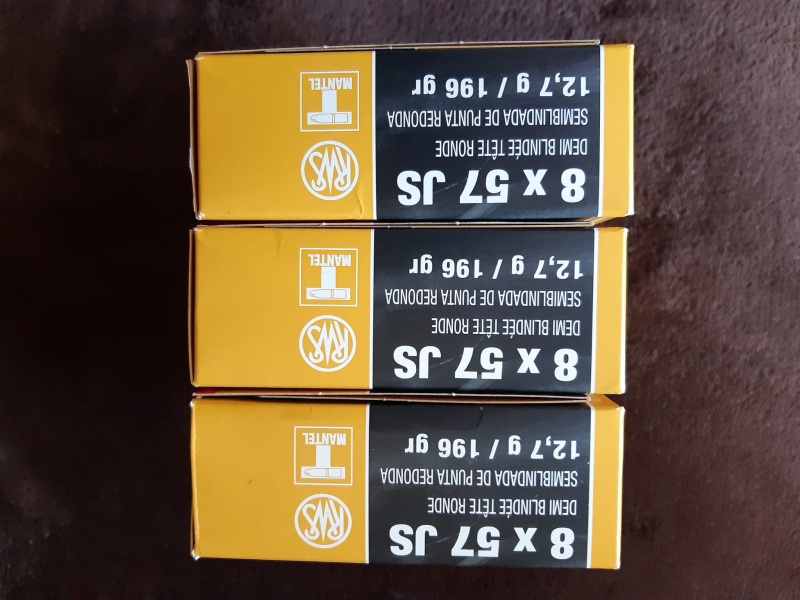 8 x 57 JS
DEMI BLINDÉE TÊTE RONDE
SEMIBLINDADA DE PUNTA REDONDA
12,7 g / 196 gr
RWS
MANTEL
8 x 57 JS
DEMI BLINDÉE TÊTE RONDE
SEMIBLINDADA DE PUNTA REDONDA
12,7 g / 196 gr
RWS
MANTEL
8 x 57 JS
DEMI BLINDÉE TÊTE RONDE
SEMIBLINDADA DE PUNTA REDONDA
12,7 g / 196 gr
RWS
MANTEL